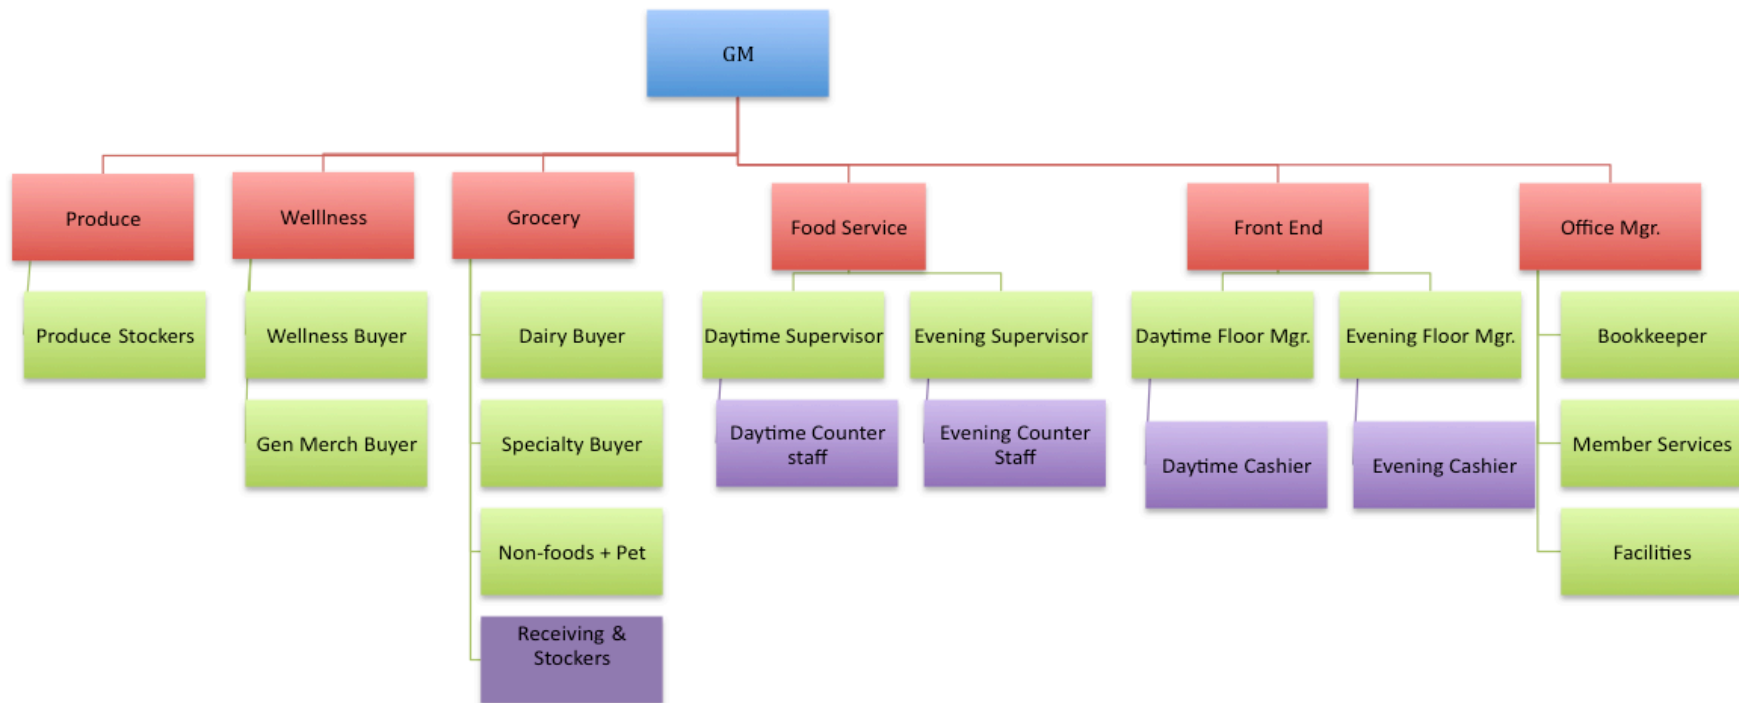 GM
Produce
Welllness
Grocery
Food Service
Front End
Office Mgr.
Produce Stockers
Wellness Buyer
Dairy Buyer
Daytime Supervisor
Evening Supervisor
Daytime Floor Mgr.
Evening Floor Mgr.
Bookkeeper
Gen Merch Buyer
Specialty Buyer
Daytime Counter
staff
Evening Counter
Staff
Daytime Cashier
Evening Cashier
Member Services
Non-foods + Pet
Facilities
Receiving &
Stockers